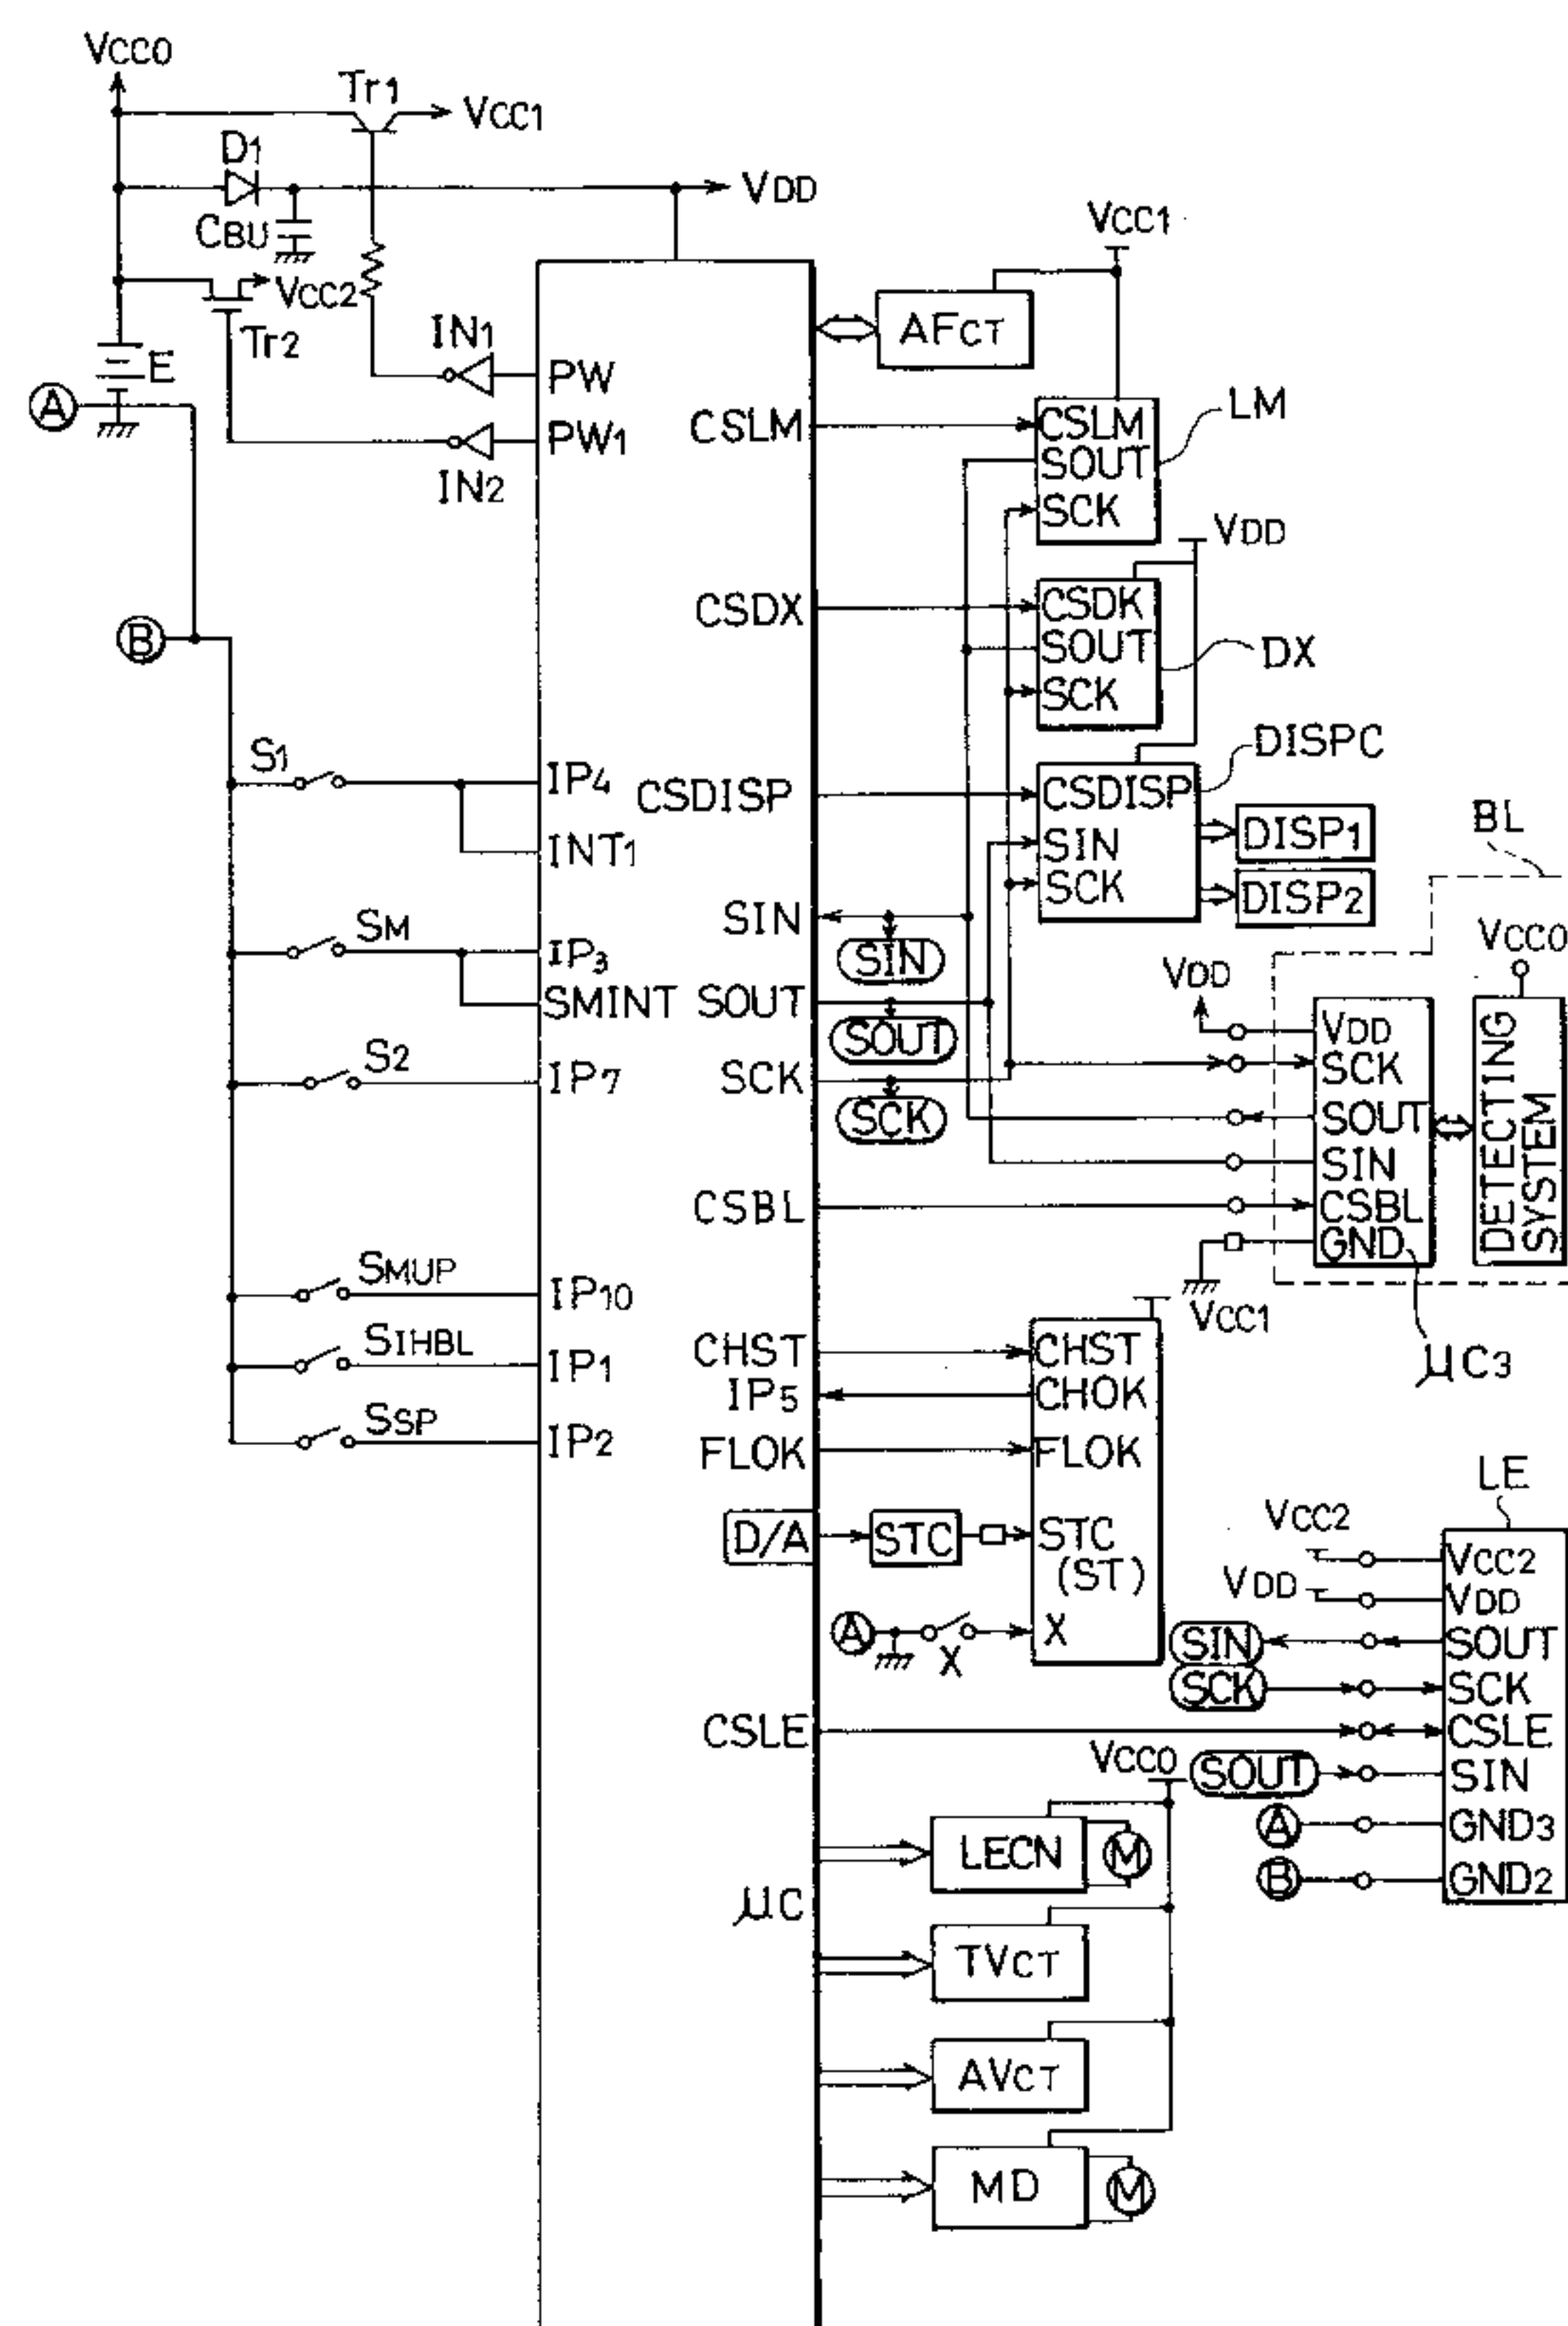 VCC0
Tr1
VCC1
D1
VDD
CBU
VCC2
Tr2
E
A
IN1
PW
PW1
IN2
VCC1
AFCT
CSLM
CSLM
SOUT
SCK
LM
VDD
B
CSDX
CSDK
SOUT
SCK
DX
S1
IP4
INT1
CSDISP
CSDISP
SIN
SCK
DISPC
DISP1
DISP2
BL
SM
IP3
SMINT
SIN
SIN
SOUT
SOUT
S2
IP7
SCK
SCK
VDD
VCC0
VDD
SCK
SOUT
SIN
CSBL
GND
DETECTING
SYSTEM
CSBL
µC3
SMUP
IP10
SIHBL
IP1
SSP
IP2
VCC1
CHST
CHST
IP5
CHOK
FLOK
FLOK
D/A
STC
STC
(ST)
A
X
X
LE
VCC2
VCC2
VDD
VDD
SIN
SOUT
SCK
SCK
CSLE
CSLE
SOUT
SIN
A
GND3
B
GND2
VCC0
LECN
M
µC
TVCT
AVCT
MD
M